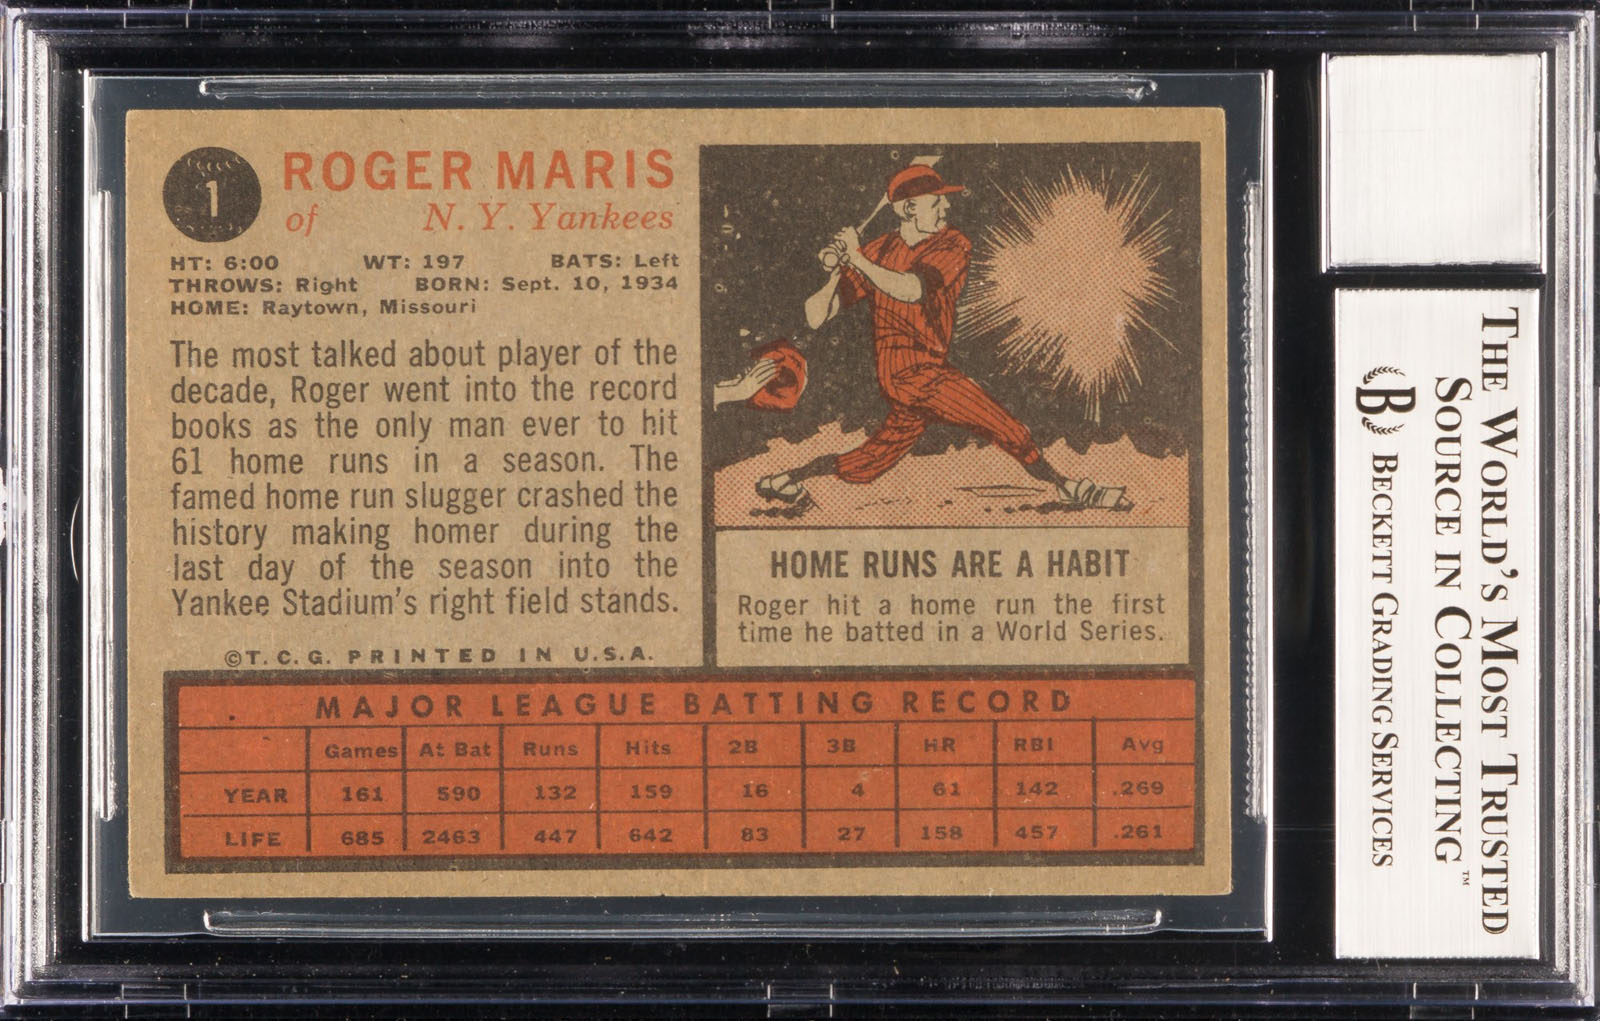 1
ROGER MARIS
of N. Y. Yankees
HT: 6:00 WT: 197 BATS: Left
THROWS: Right BORN: Sept. 10, 1934
HOME: Raytown, Missouri
The most talked about player of the
decade, Roger went into the record
books as the only man ever to hit
61 home runs in a season. The
famed home run slugger crashed the
history making homer during the
last day of the season into the
Yankee Stadium's right field stands.
©T. C. G. PRINTED IN U.S.A.
HOME RUNS ARE A HABIT
Roger hit a home run the first
time he batted in a World Series.
MAJOR LEAGUE BATTING RECORD
Games At Bat Runs Hits 2B 3B HR RBI Avg
YEAR 161 590 132 159 16 4 61 142 .269
LIFE 685 2463 447 642 83 27 158 457 .261
THE WORLD'S MOST TRUSTED
SOURCE IN COLLECTING™
B BECKETT GRADING SERVICES